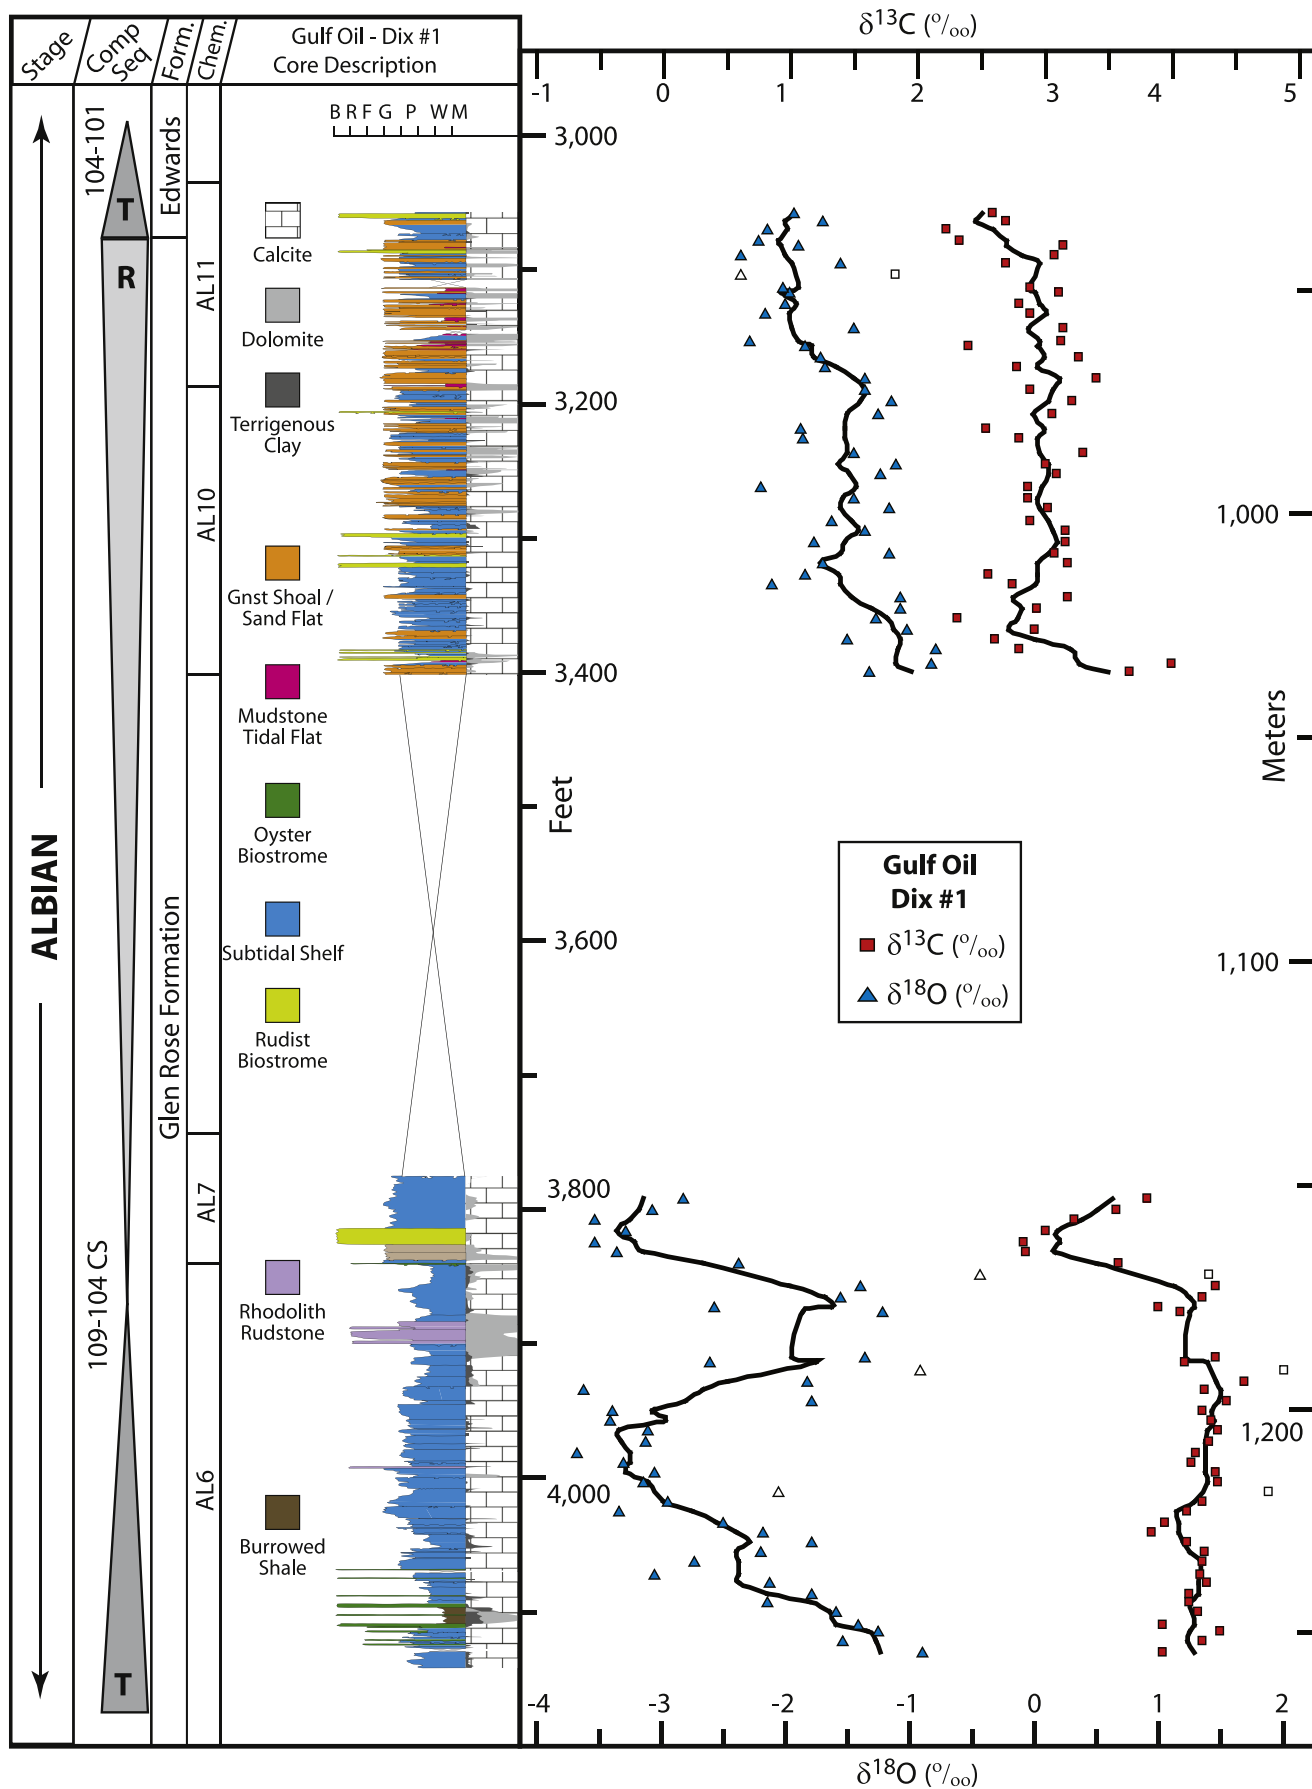 Stage
Comp Seq
Form.
Chem.
Gulf Oil - Dix #1
Core Description
δ¹³C (º/ₒₒ)
-1 0 1 2 3 4 5
B R F G P W M
3,000
3,200
3,400
3,600
3,800
4,000
Feet
1,000
1,100
1,200
Meters
ALBIAN
104-101
T
R
109-104 CS
T
Edwards
Glen Rose Formation
AL11
AL10
AL7
AL6
Calcite
Dolomite
Terrigenous
Clay
Gnst Shoal /
Sand Flat
Mudstone
Tidal Flat
Oyster
Biostrome
Subtidal Shelf
Rudist
Biostrome
Rhodolith
Rudstone
Burrowed
Shale
Gulf Oil
Dix #1
δ¹³C (º/ₒₒ)
δ¹⁸O (º/ₒₒ)
-4 -3 -2 -1 0 1 2
δ¹⁸O (º/ₒₒ)